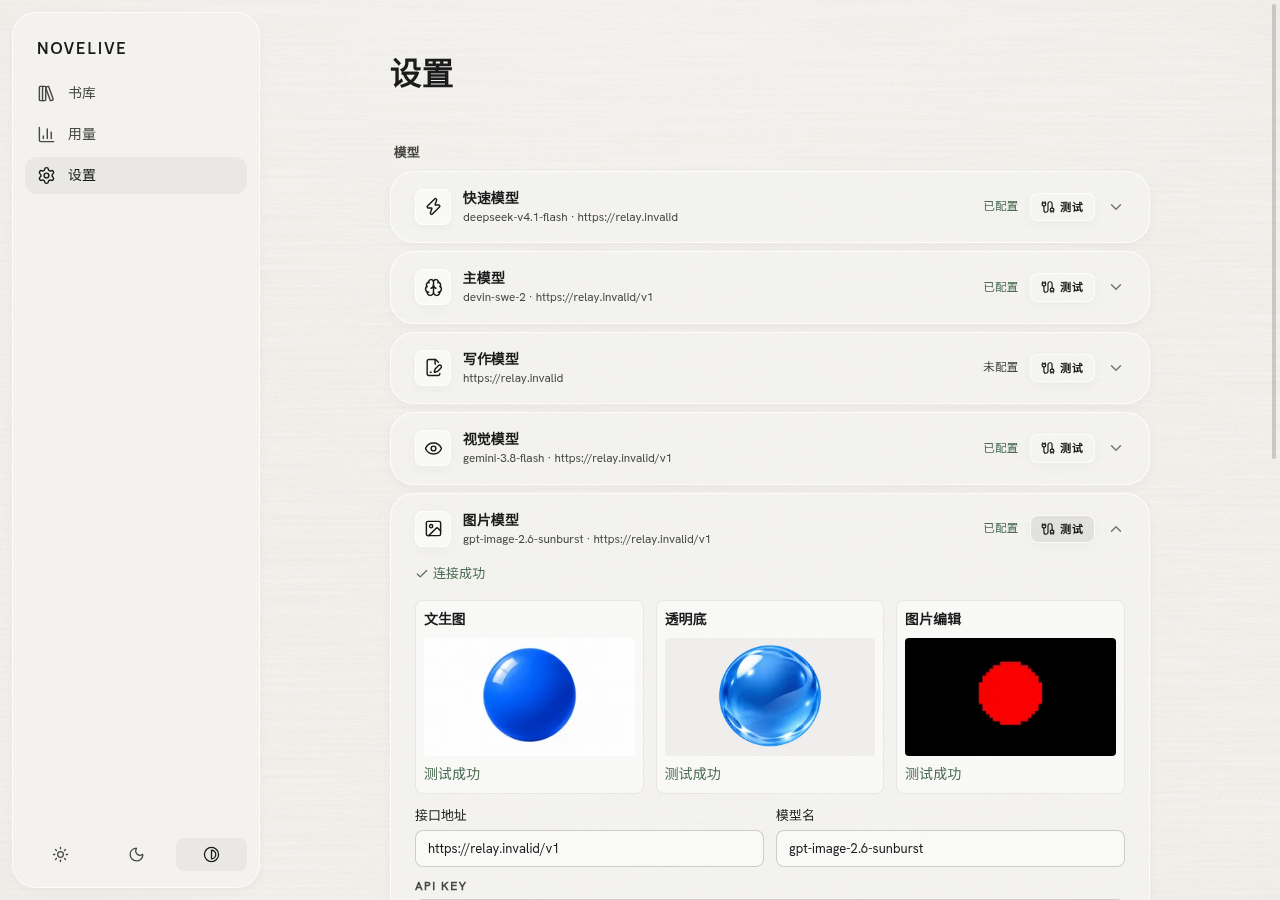 NOVELIVE
书库
用量
设置
设置
模型
快速模型
deepseek-v4.1-flash · https://relay.invalid
已配置
测试
主模型
devin-swe-2 · https://relay.invalid/v1
已配置
测试
写作模型
https://relay.invalid
未配置
测试
视觉模型
gemini-3.8-flash · https://relay.invalid/v1
已配置
测试
图片模型
gpt-image-2.6-sunburst · https://relay.invalid/v1
已配置
测试
连接成功
文生图
透明底
图片编辑
测试成功
测试成功
测试成功
接口地址
模型名
https://relay.invalid/v1
gpt-image-2.6-sunburst
API KEY